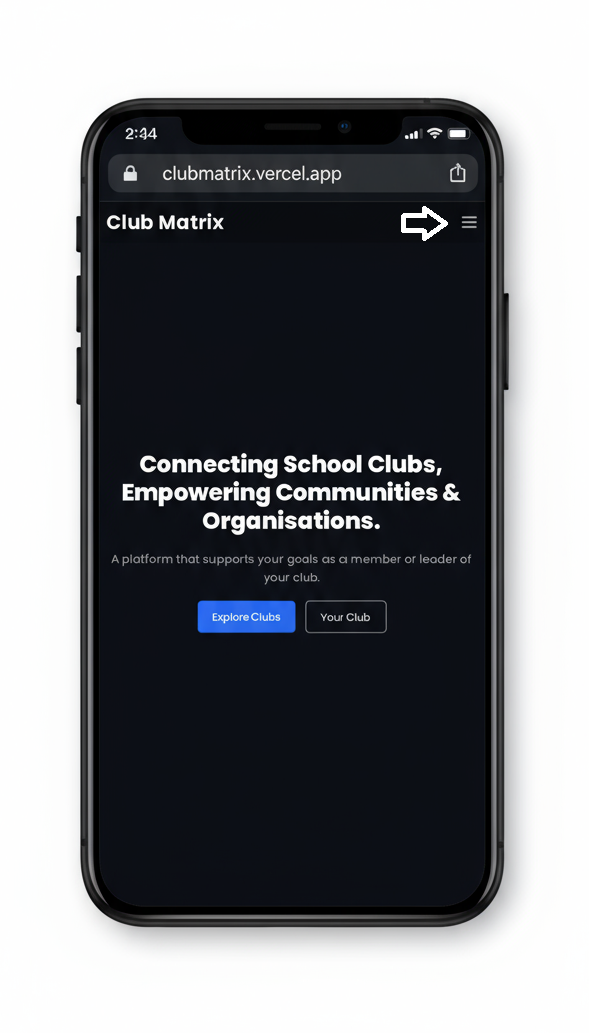 2:34
clubmatrix.vercel.app
Club Matrix
Connecting School Clubs,
Empowering Communities &
Organisations.
A platform that supports your goals as a member or leader of
your club.
Explore Clubs
Your Club